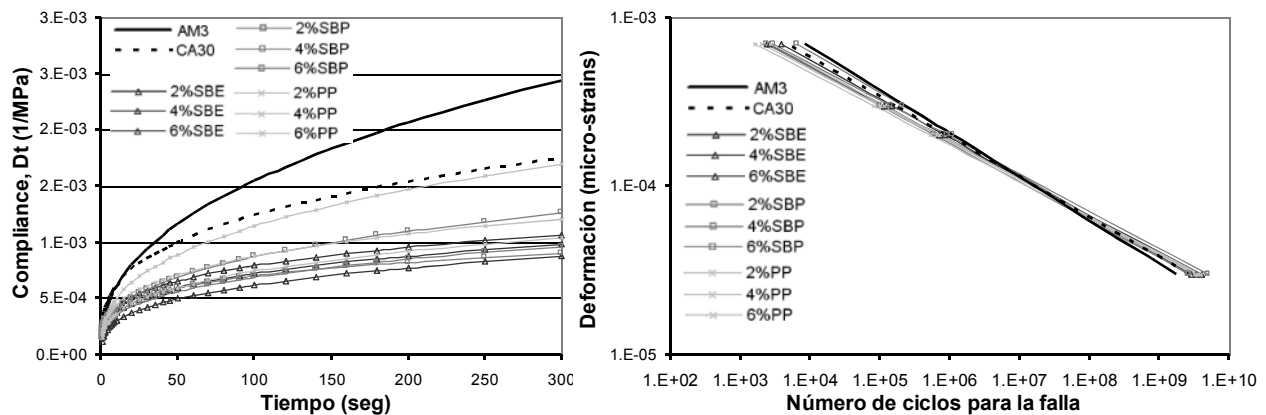 Compliance, Dt (1/MPa)
3.E-03
3.E-03
2.E-03
2.E-03
1.E-03
5.E-04
0.E+00
AM3
CA30
2%SBE
4%SBE
6%SBE
2%SBP
4%SBP
6%SBP
2%PP
4%PP
6%PP
0 50 100 150 200 250 300
Tiempo (seg)
Deformación (micro-strains)
1.E-03
1.E-04
1.E-05
AM3
CA30
2%SBE
4%SBE
6%SBE
2%SBP
4%SBP
6%SBP
2%PP
4%PP
6%PP
1.E+02 1.E+03 1.E+04 1.E+05 1.E+06 1.E+07 1.E+08 1.E+09 1.E+10
Número de ciclos para la falla